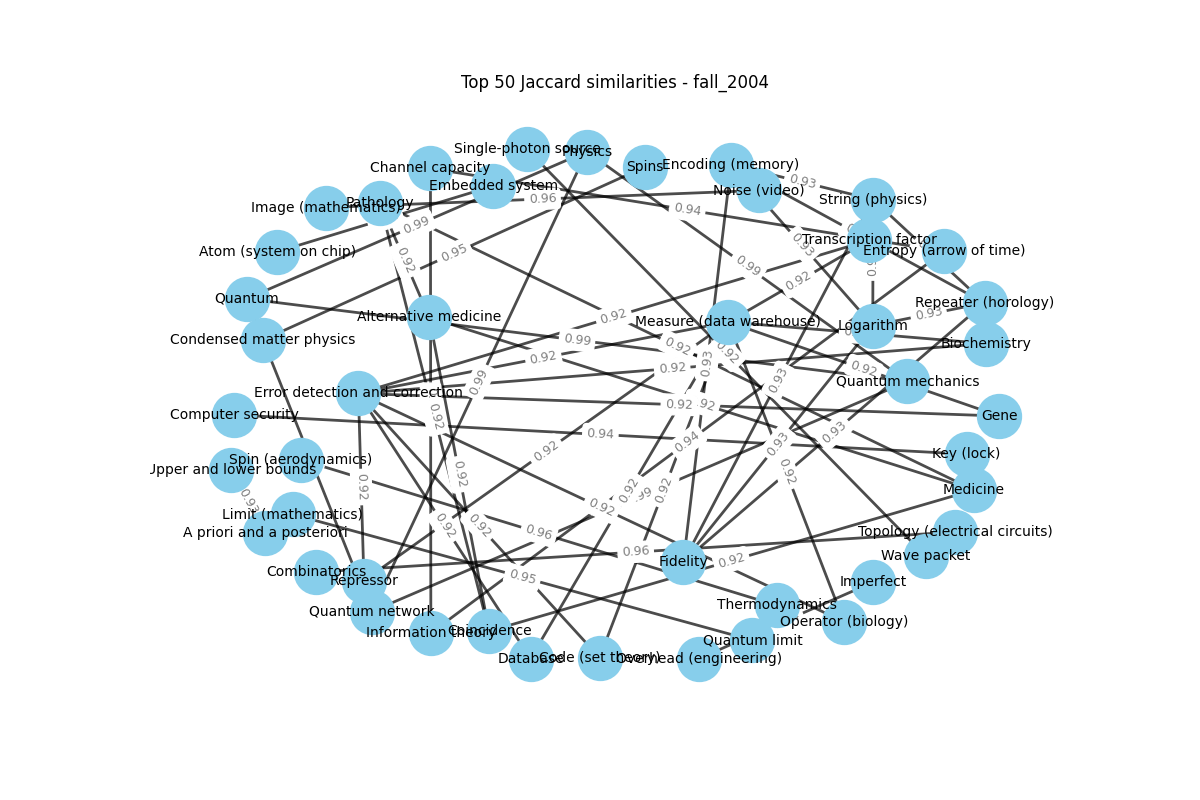 Top 50 Jaccard similarities - fall_2004
Single-photon source
Physics
Channel capacity
Spins
Encoding (memory)
Embedded system
0.93
Noise (video)
String (physics)
Image (mathematics)
Pathology
0.96
0.94
0.99
Transcription factor
0.93
Entropy (arrow of time)
Atom (system on chip)
0.95
0.92
0.99
0.92
Quantum
Repeater (horology)
Alternative medicine
0.92
Measure (data warehouse)
Logarithm
0.93
Condensed matter physics
0.99
0.92
0.92
Biochemistry
0.92
0.93
0.92
0.92
Quantum mechanics
0.99
0.93
Error detection and correction
0.92
Gene
Computer security
0.92
0.94
0.94
0.93
0.93
0.92
Key (lock)
Upper and lower bounds
Spin (aerodynamics)
0.92
0.92
0.92
0.92
0.92
Medicine
0.93
0.92
Limit (mathematics)
0.92
0.92
A priori and a posteriori
0.96
Topology (electrical circuits)
0.96
Wave packet
Fidelity
0.92
Combinatorics
0.95
Repressor
Imperfect
Quantum network
Thermodynamics
Operator (biology)
Information theory
Coincidence
Quantum limit
Database
Code (set theory)
Overhead (engineering)